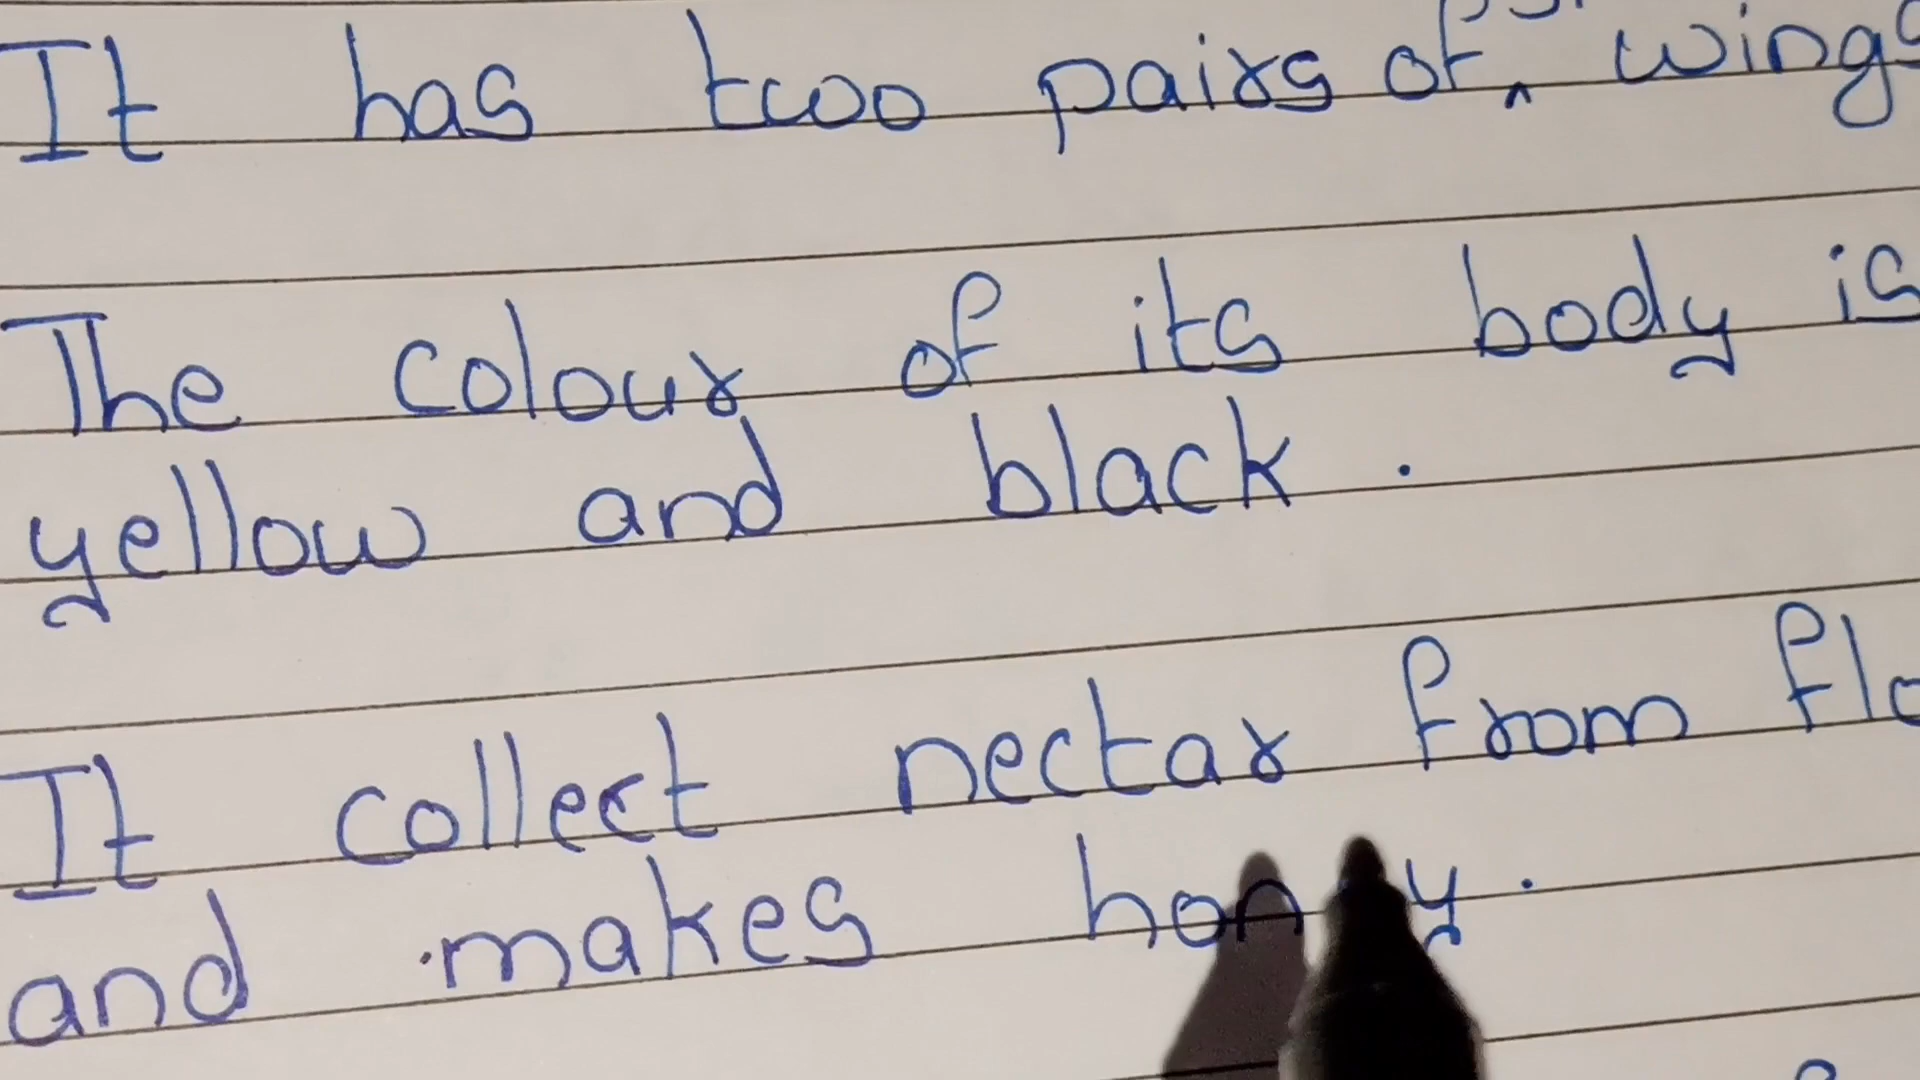 It has two pairs of ^ wings
The colour of its body is
yellow and black .
It collect nectar from
and makes .